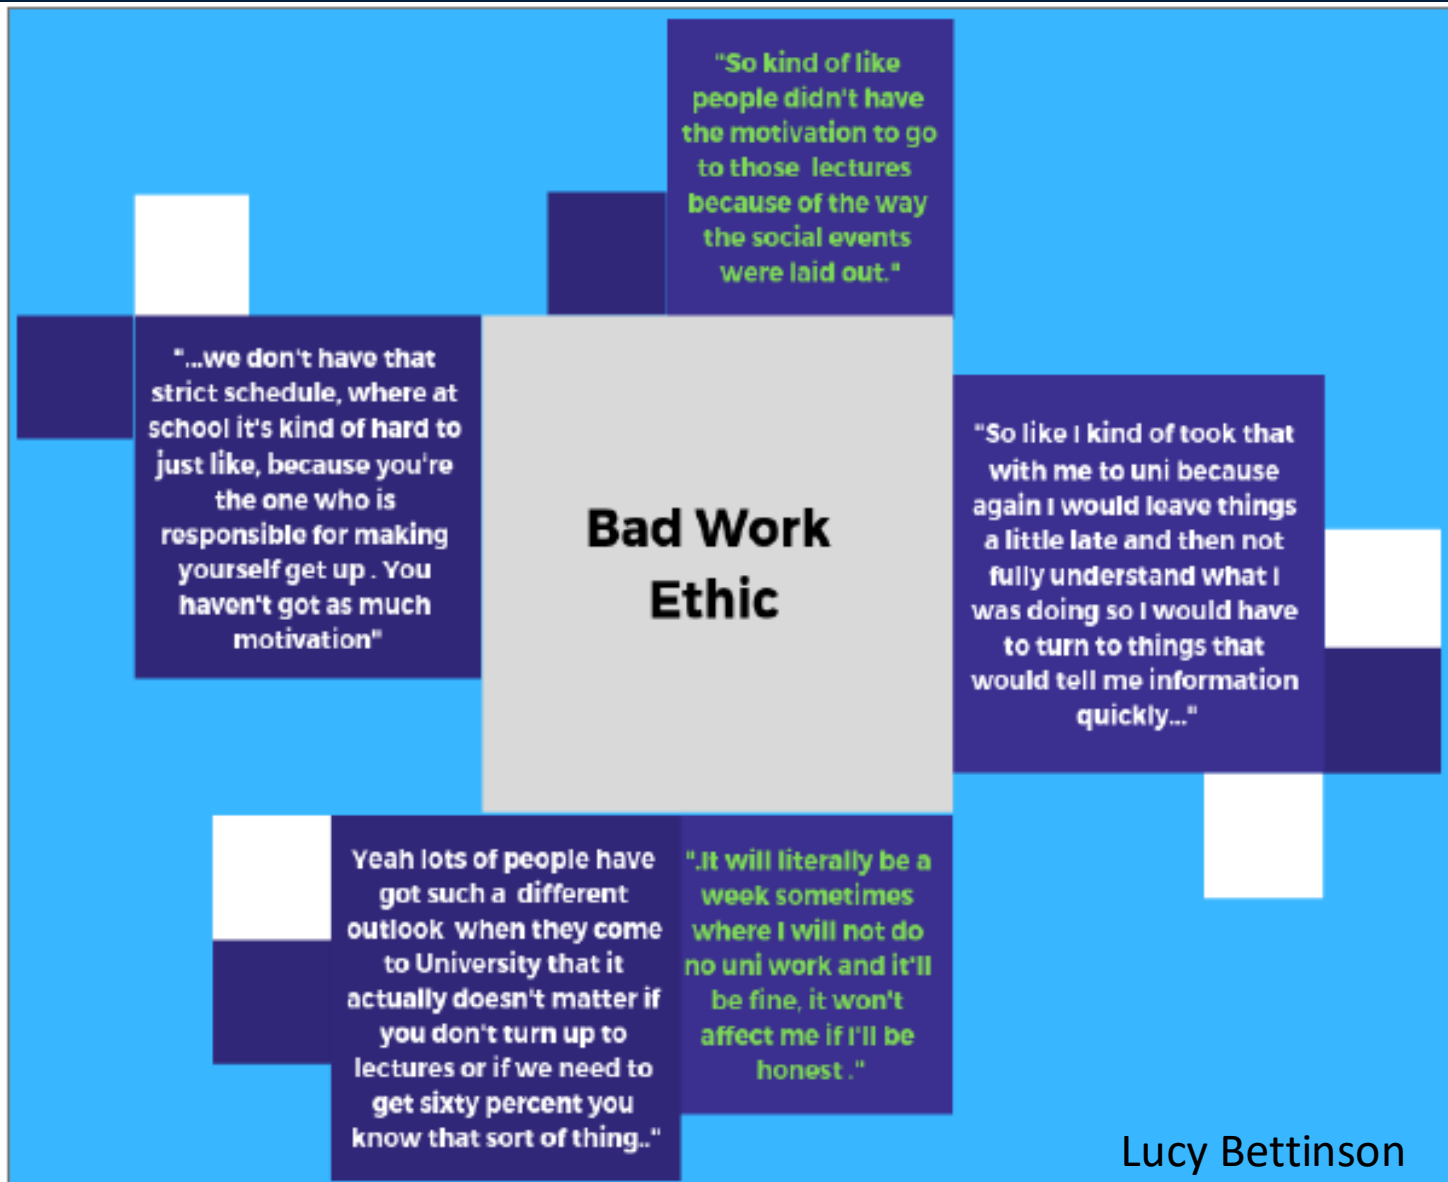 "So kind of like
people didn't have
the motivation to go
to those lectures
because of the way
the social events
were laid out."
"...we don't have that
strict schedule, where at
school it's kind of hard to
just like, because you're
the one who is
responsible for making
yourself get up . You
haven't got as much
motivation"
Bad Work
Ethic
"So like I kind of took that
with me to uni because
again I would leave things
a little late and then not
fully understand what I
was doing so I would have
to turn to things that
would tell me information
quickly..."
Yeah lots of people have
got such a different
outlook when they come
to University that it
actually doesn't matter if
you don't turn up to
lectures or if we need to
get sixty percent you
know that sort of thing.."
".It will literally be a
week sometimes
where I will not do
no uni work and it'll
be fine, it won't
affect me if I'll be
honest ."
Lucy Bettinson